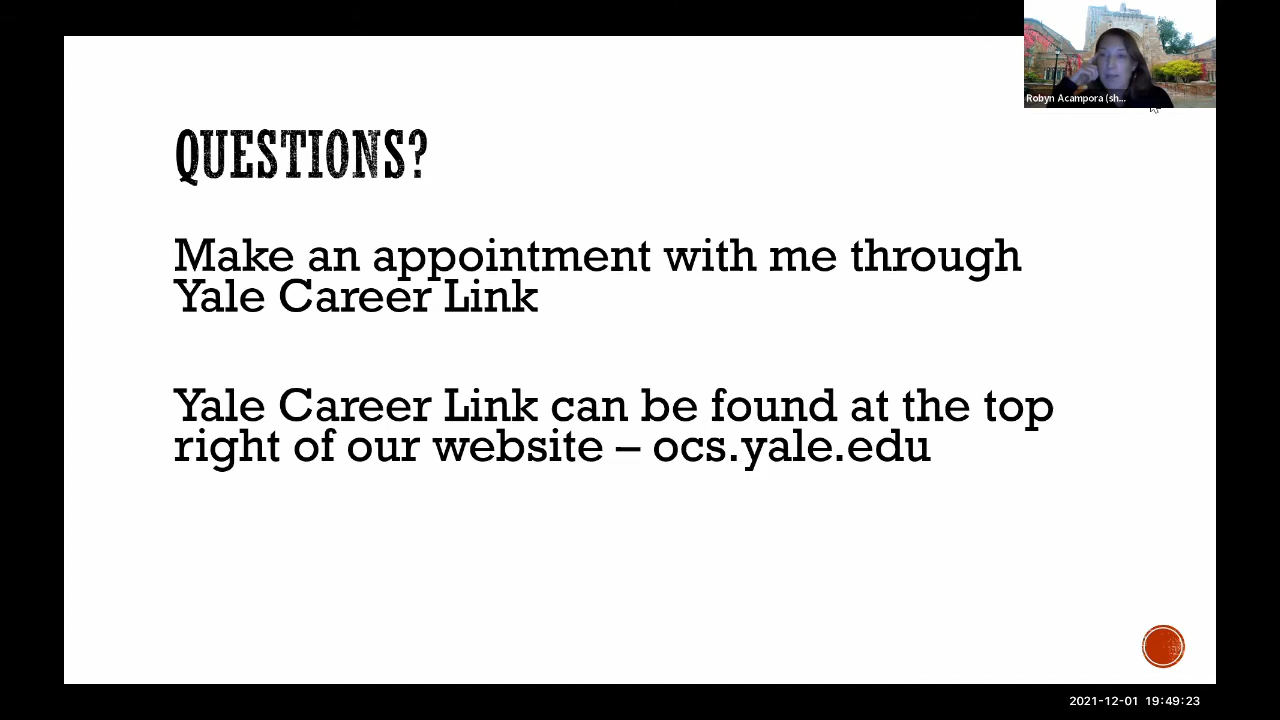 Robyn Acampora (sh...
QUESTIONS?
Make an appointment with me through
Yale Career Link
Yale Career Link can be found at the top
right of our website – ocs.yale.edu
2021-12-01 19:49:23